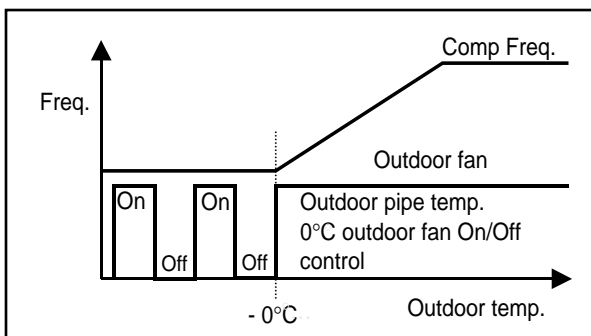 Comp Freq.
Freq.
Outdoor fan
On
Off
On
Off
Outdoor pipe temp.
0°C outdoor fan On/Off
control
- 0°C
Outdoor temp.